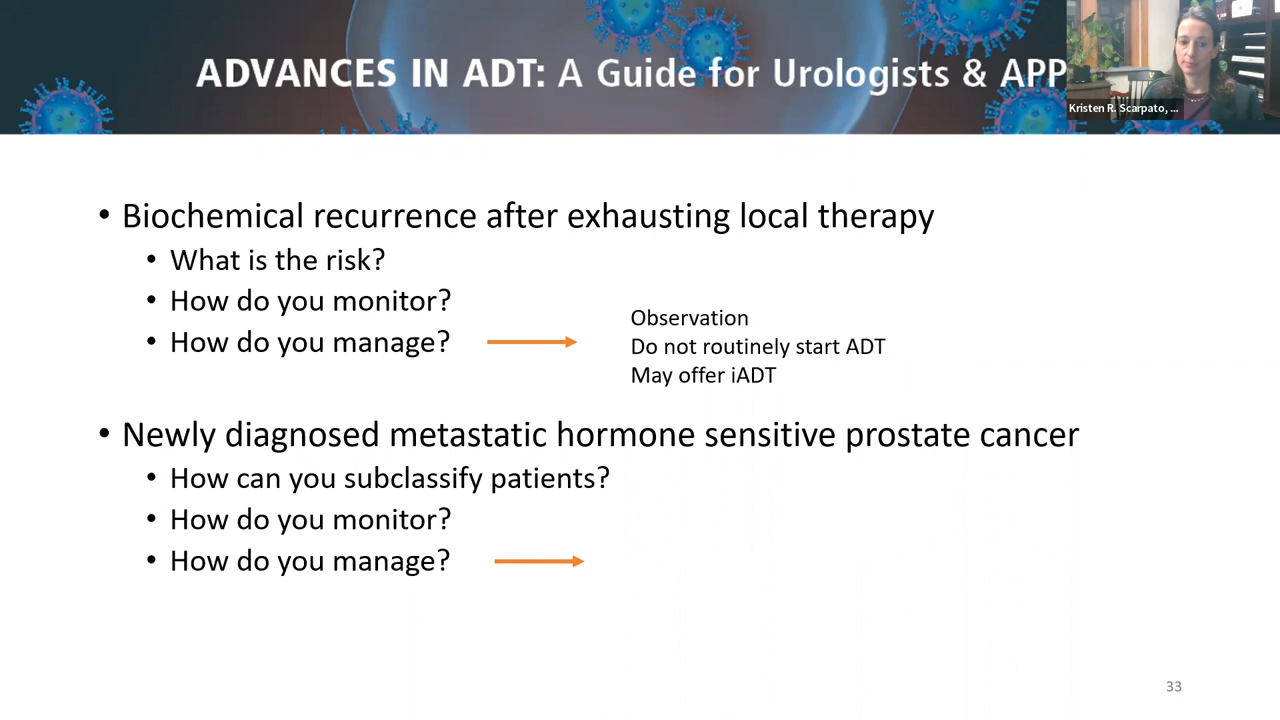 ADVANCES IN ADT: A Guide for Urologists & APP
Kristen R. Scarpato, ...
• Biochemical recurrence after exhausting local therapy
• What is the risk?
• How do you monitor?
• How do you manage?
Observation
Do not routinely start ADT
May offer iADT
• Newly diagnosed metastatic hormone sensitive prostate cancer
• How can you subclassify patients?
• How do you monitor?
• How do you manage?
33